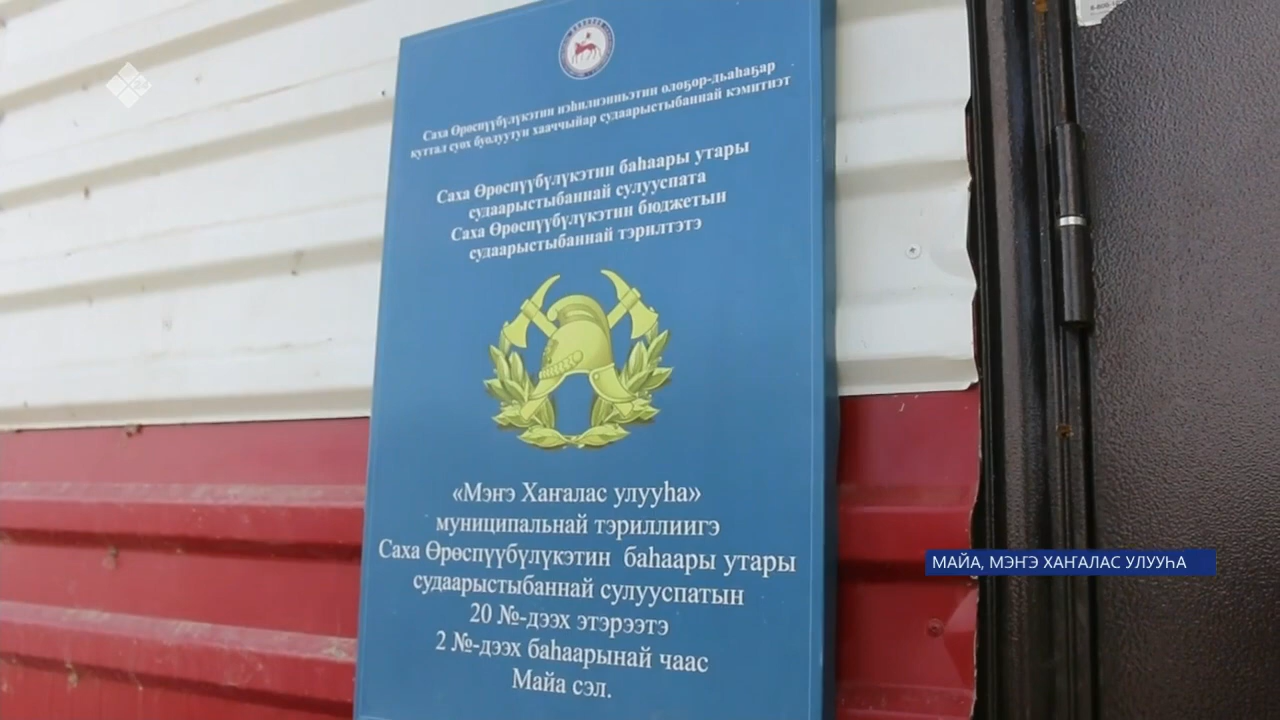 Саха Өрөспүүбүлүкэтин нэһилиэнньэтин олоҕор-дьаһаҕар
куттал суох буолуутун хааччыйар судаарыстыбаннай кэмитиэт
Саха Өрөспүүбүлүкэтин баһаары утары
судаарыстыбаннай сулууспата
Саха Өрөспүүбүлүкэтин бюджетын
судаарыстыбаннай тэрилтэтэ
«Мэҥэ Хаҥалас улууһа»
муниципальнай тэриллиигэ
Саха Өрөспүүбүлүкэтин баһаары утары
судаарыстыбаннай сулууспатын
20 №-дээх этэрээтэ
2 №-дээх баһаарынай чаас
Майа сэл.
МАЙА, МЭҤЭ ХАҤАЛАС УЛУУҺА